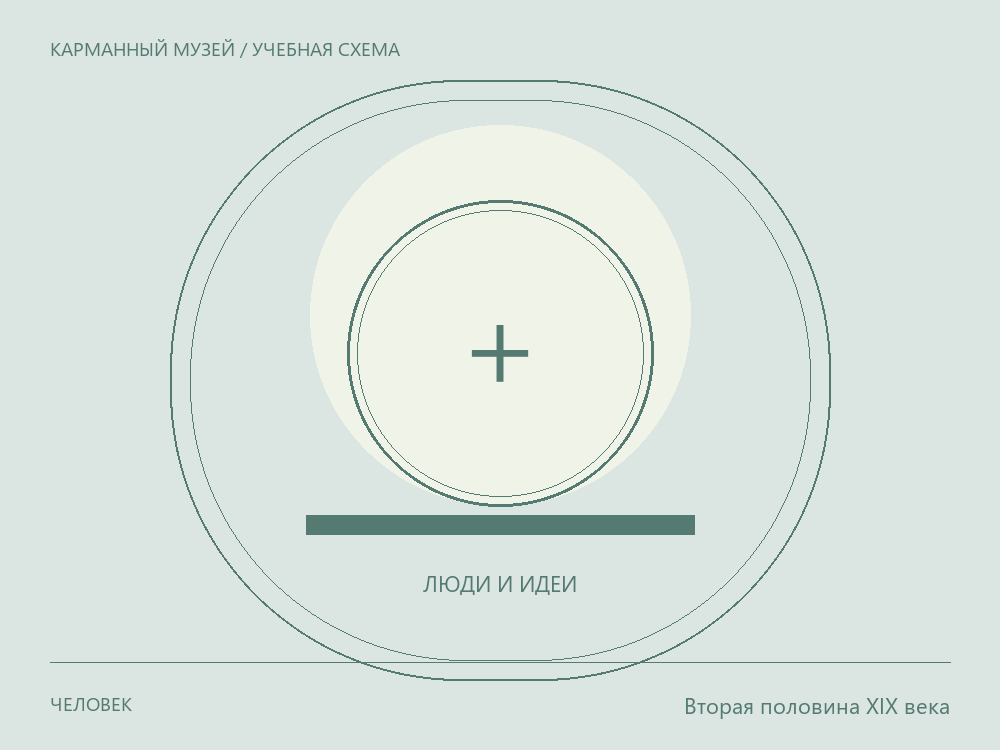 КАРМАННЫЙ МУЗЕЙ / УЧЕБНАЯ СХЕМА
ЛЮДИ И ИДЕИ
ЧЕЛОВЕК
Вторая половина XIX века